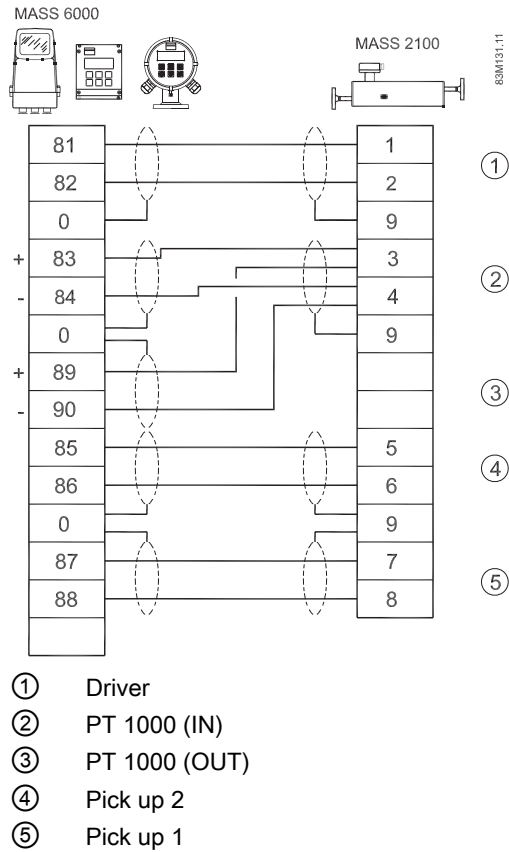 MASS 6000
MASS 2100
83M131.11
81 1
82 2
0 9
①
+ 83 3
- 84 4
②
0 9
+ 89
- 90
③
85 5
86 6
④
0 9
87 7
88 8
⑤
① Driver
② PT 1000 (IN)
③ PT 1000 (OUT)
④ Pick up 2
⑤ Pick up 1